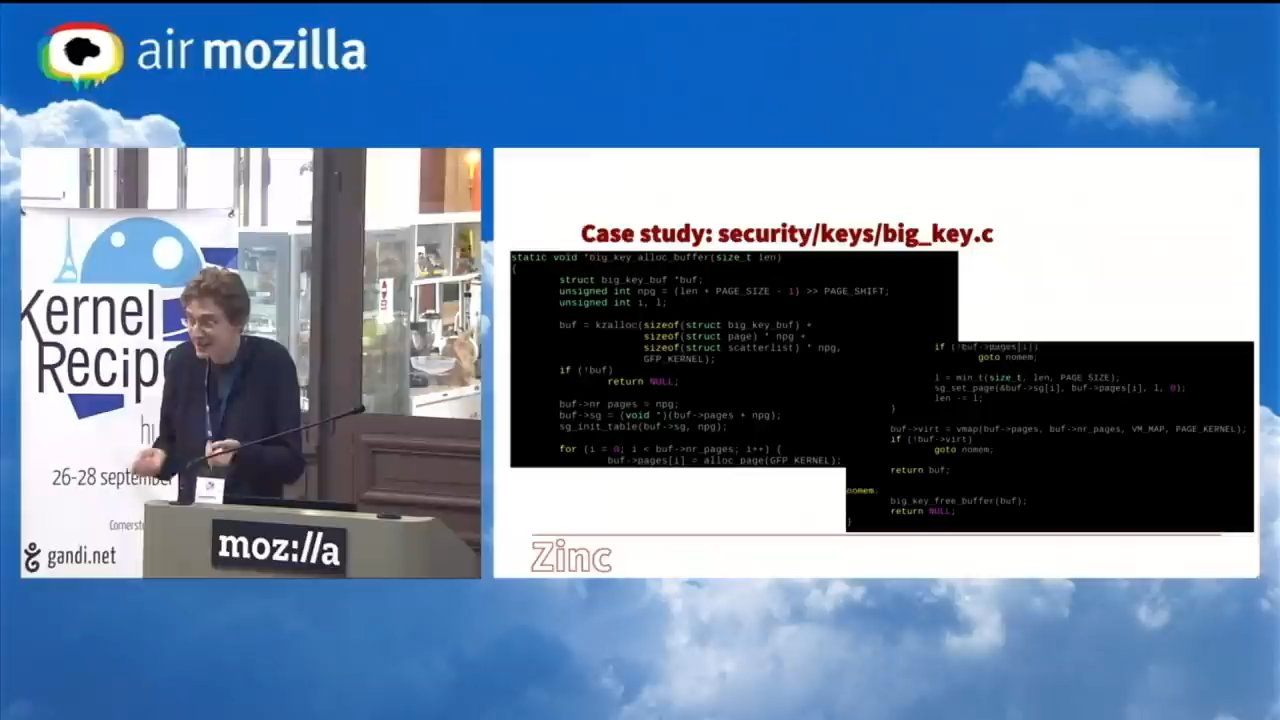 air mozilla
Kernel
Recip
hu
26-28 septem
Cornerst
gandi.net
moz://a
Case study: security/keys/big_key.c
static void *big_key_alloc_buffer(size_t len)
{
struct big_key_buf *buf;
unsigned int npg = (len + PAGE_SIZE - 1) >> PAGE_SHIFT;
unsigned int i, l;
buf = kzalloc(sizeof(struct big_key_buf) +
sizeof(struct page) * npg +
sizeof(struct scatterlist) * npg,
GFP_KERNEL);
if (!buf)
return NULL;
buf->nr_pages = npg;
buf->sg = (void *)(buf->pages + npg);
sg_init_table(buf->sg, npg);
for (i = 0; i < buf->nr_pages; i++) {
buf->pages[i] = alloc_page(GFP_KERNEL);
if (!buf->pages[i])
goto nomem;
l = min_t(size_t, len, PAGE_SIZE);
sg_set_page(&buf->sg[i], buf->pages[i], l, 0);
len -= l;
}
buf->virt = vmap(buf->pages, buf->nr_pages, VM_MAP, PAGE_KERNEL);
if (!buf->virt)
goto nomem;
return buf;
nomem:
big_key_free_buffer(buf);
return NULL;
}
Zinc